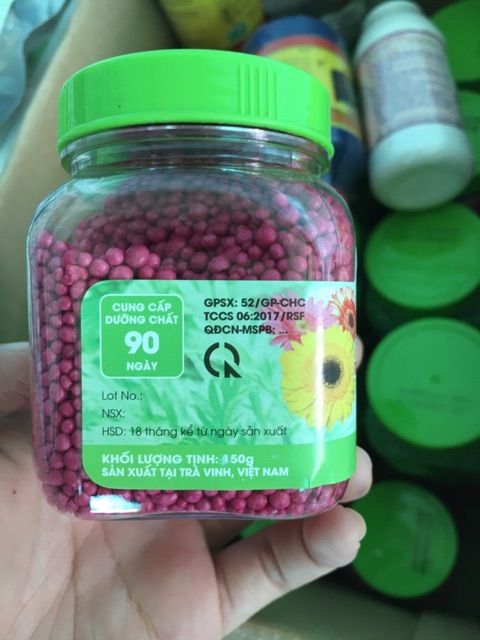 CUNG CẤP
DƯỠNG CHẤT
90
NGÀY
GPSX: 52/GP-CHC
TCCS 06:2017/RSF
QĐCN-MSPB: ...
Lot No.:
NSX:
HSD: 18 tháng kể từ ngày sản xuất
KHỐI LƯỢNG TỊNH: 150g
SẢN XUẤT TẠI TRÀ VINH, VIỆT NAM